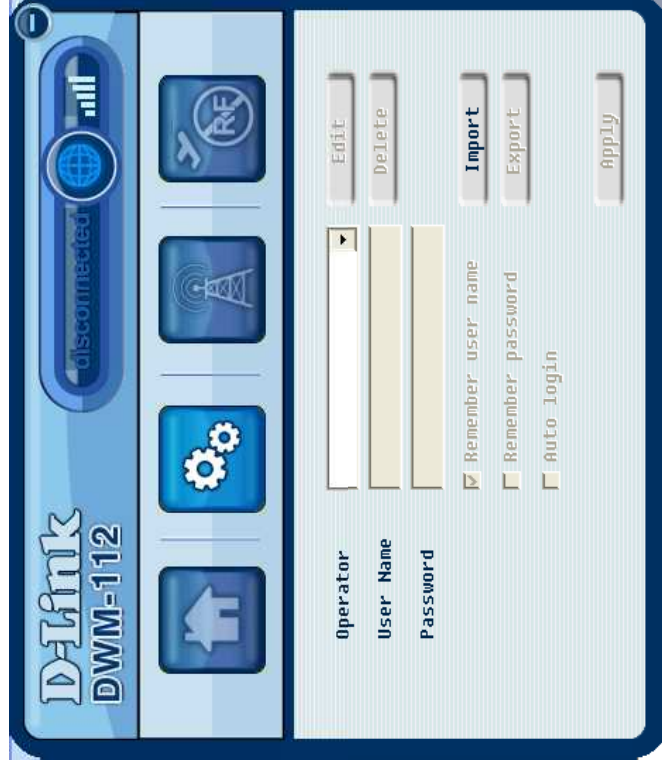 D-Link
DWM-112
disconnected
RF
Operator
Edit
User Name
Delete
Password
Remember user name
Import
Remember password
Export
Auto login
Apply